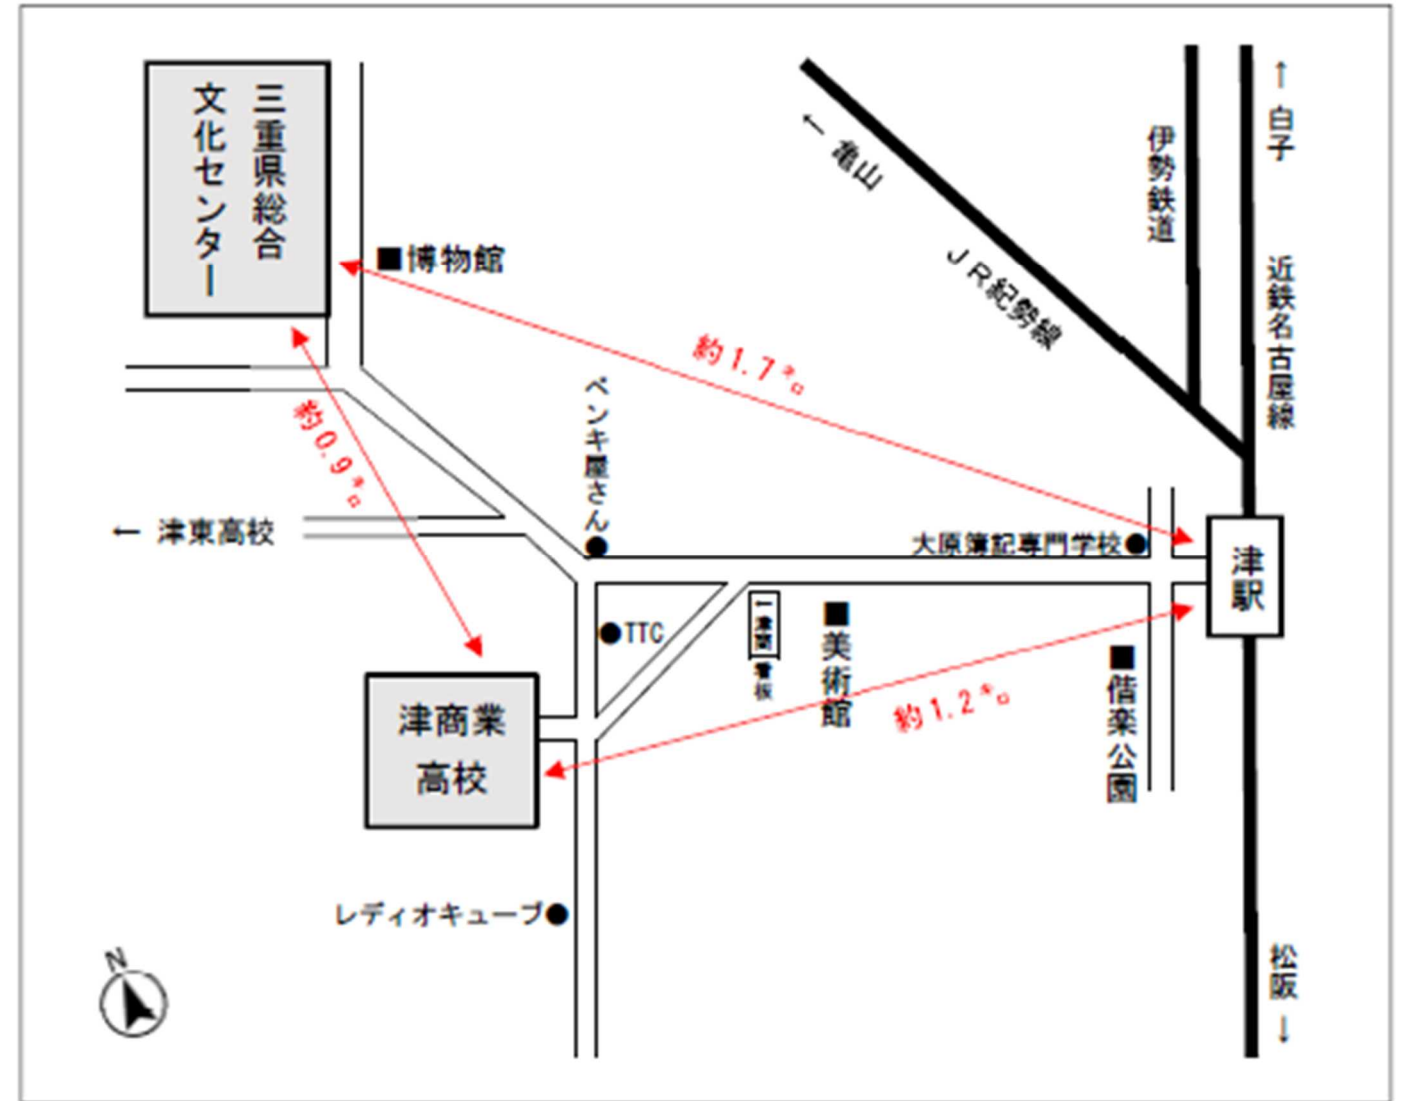 三重県総合
文化センター
■博物館
← 亀山
JR紀勢線
伊勢鉄道
↑ 白子
近鉄名古屋線
約1.7㌔
約0.9㌔
ペンキ屋さん
← 津東高校
大原簿記専門学校●
津駅
●TTC
看板
■美術館
■偕楽公園
約1.2㌔
津商業
高校
レディオキューブ●
N
松阪 ↓